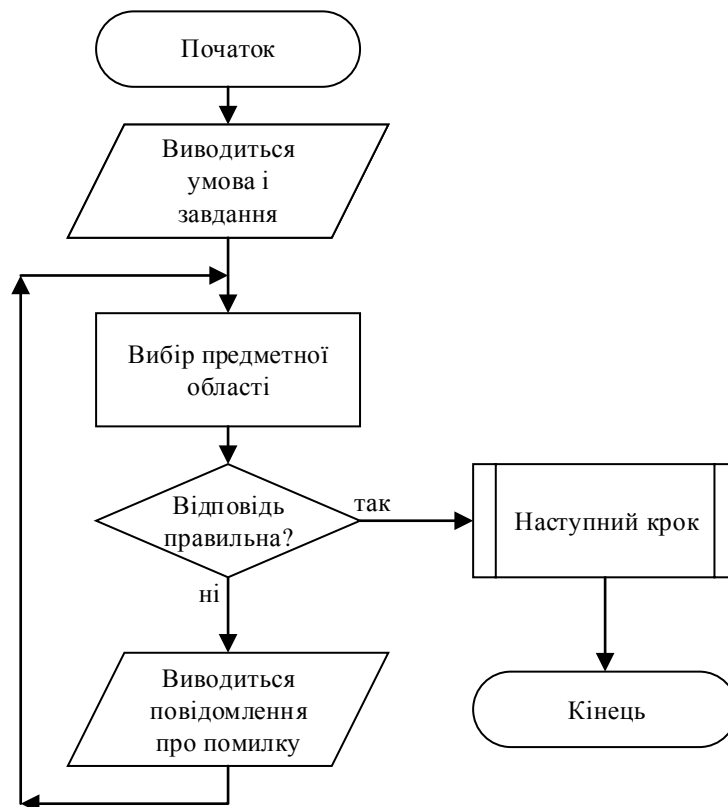 Початок
Виводиться
умова і
завдання
Вибір предметної
області
Відповідь
правильна?
так
Наступний крок
ні
Виводиться
повідомлення
про помилку
Кінець